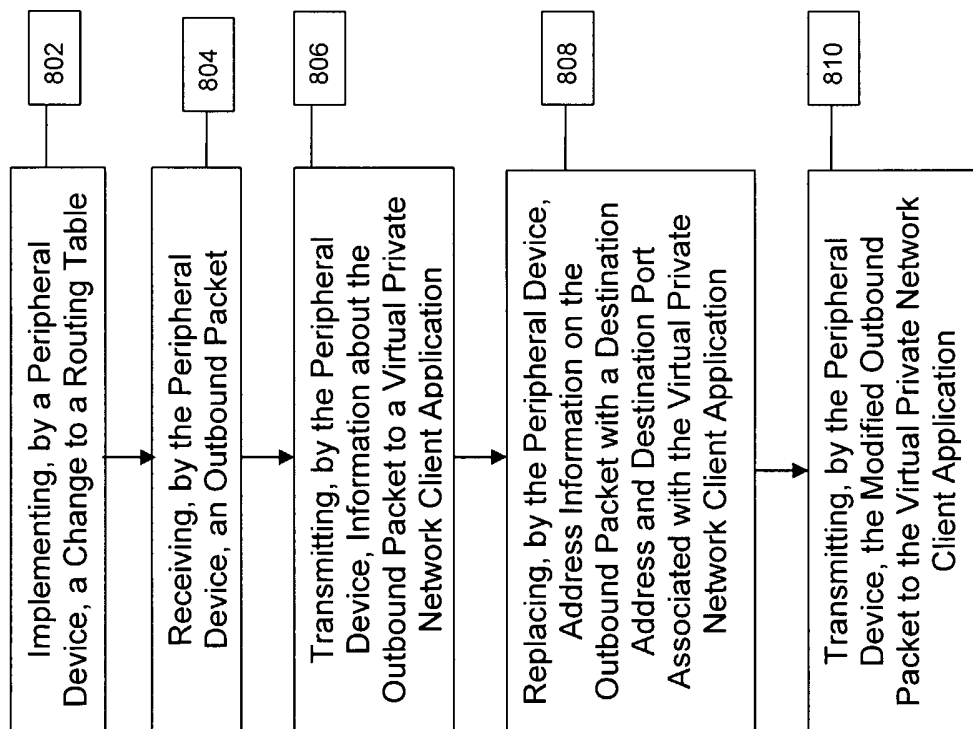 Implementing, by a Peripheral
Device, a Change to a Routing Table
802
Receiving, by the Peripheral
Device, an Outbound Packet
804
Transmitting, by the Peripheral
Device, Information about the
Outbound Packet to a Virtual Private
Network Client Application
806
Replacing, by the Peripheral Device,
Address Information on the
Outbound Packet with a Destination
Address and Destination Port
Associated with the Virtual Private
Network Client Application
808
Transmitting, by the Peripheral
Device, the Modified Outbound
Packet to the Virtual Private Network
Client Application
810